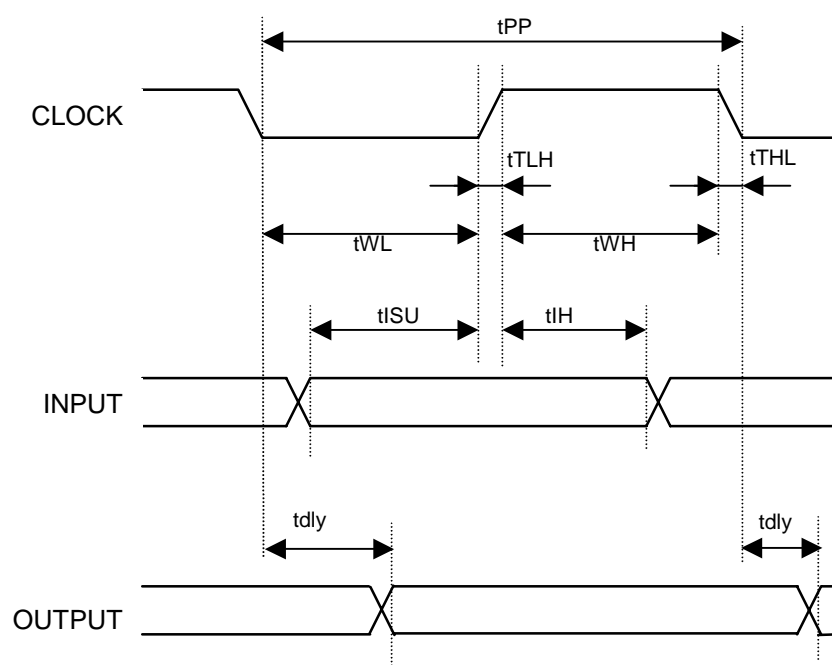 tPP
CLOCK
tTLH
tTHL
tWL
tWH
tISU
tIH
INPUT
tdly
tdly
OUTPUT